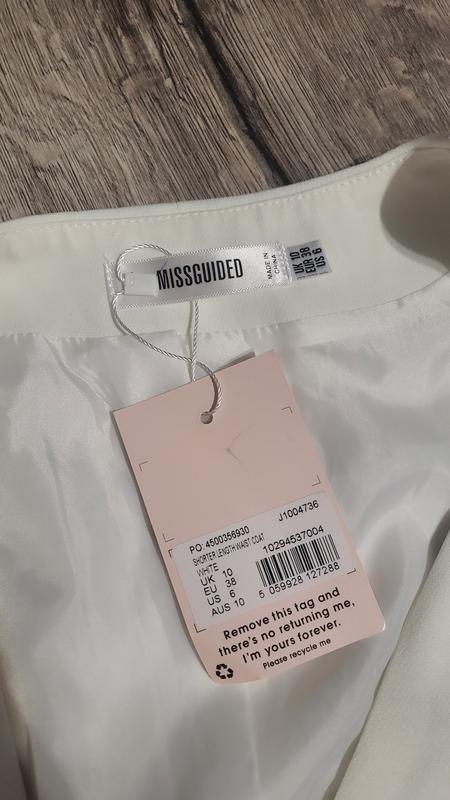 MISSGUIDED
MADE IN
CHINA
UK 10
EUR 38
US 6
PO: 4500356930
J1004736
SHORTER LENGTH WAIST COAT
WHITE
10294537004
UK 10
EU 38
US 6
AUS 10
5 059928 127288
Remove this tag and
there's no returning me,
I'm yours forever.
Please recycle me